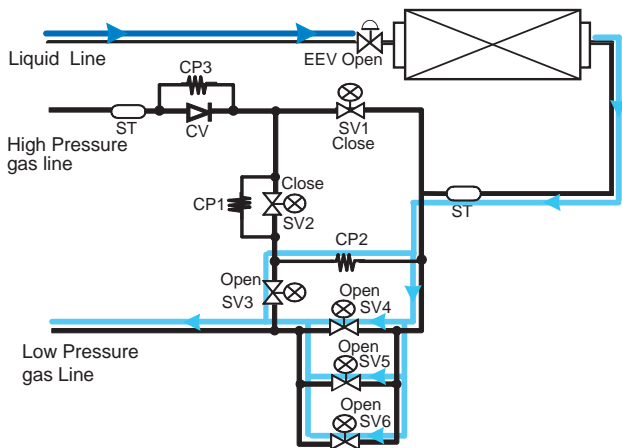 Liquid Line
EEV Open
CP3
ST
CV
SV1
Close
High Pressure
gas line
Close
CP1
SV2
ST
CP2
Open
SV3
Open
SV4
Low Pressure
gas Line
Open
SV5
Open
SV6